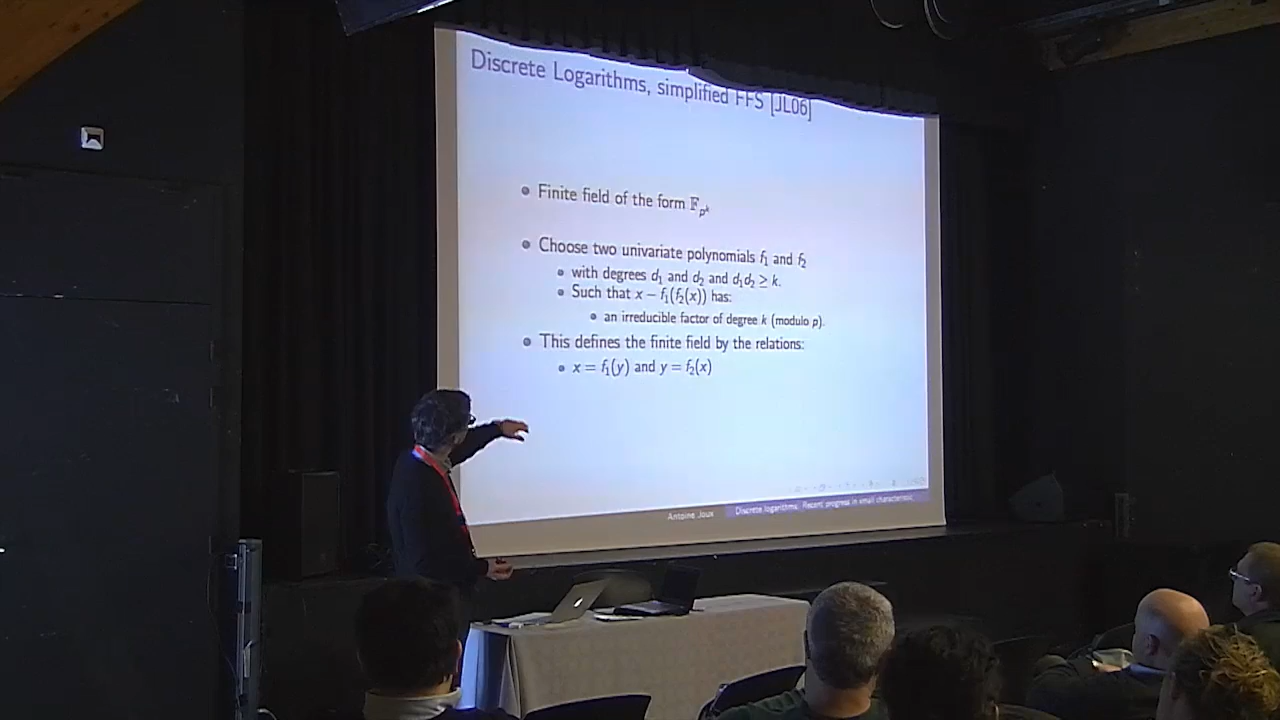 Discrete Logarithms, simplified FFS [JL06]
• Finite field of the form 𝔽_{p^k}
• Choose two univariate polynomials f₁ and f₂
• with degrees d₁ and d₂ and d₁d₂ ≥ k.
• Such that x − f₁(f₂(x)) has:
• an irreducible factor of degree k (modulo p).
• This defines the finite field by the relations:
• x = f₁(y) and y = f₂(x)
Antoine Joux Discrete logarithms: Recent progress in small characteristic